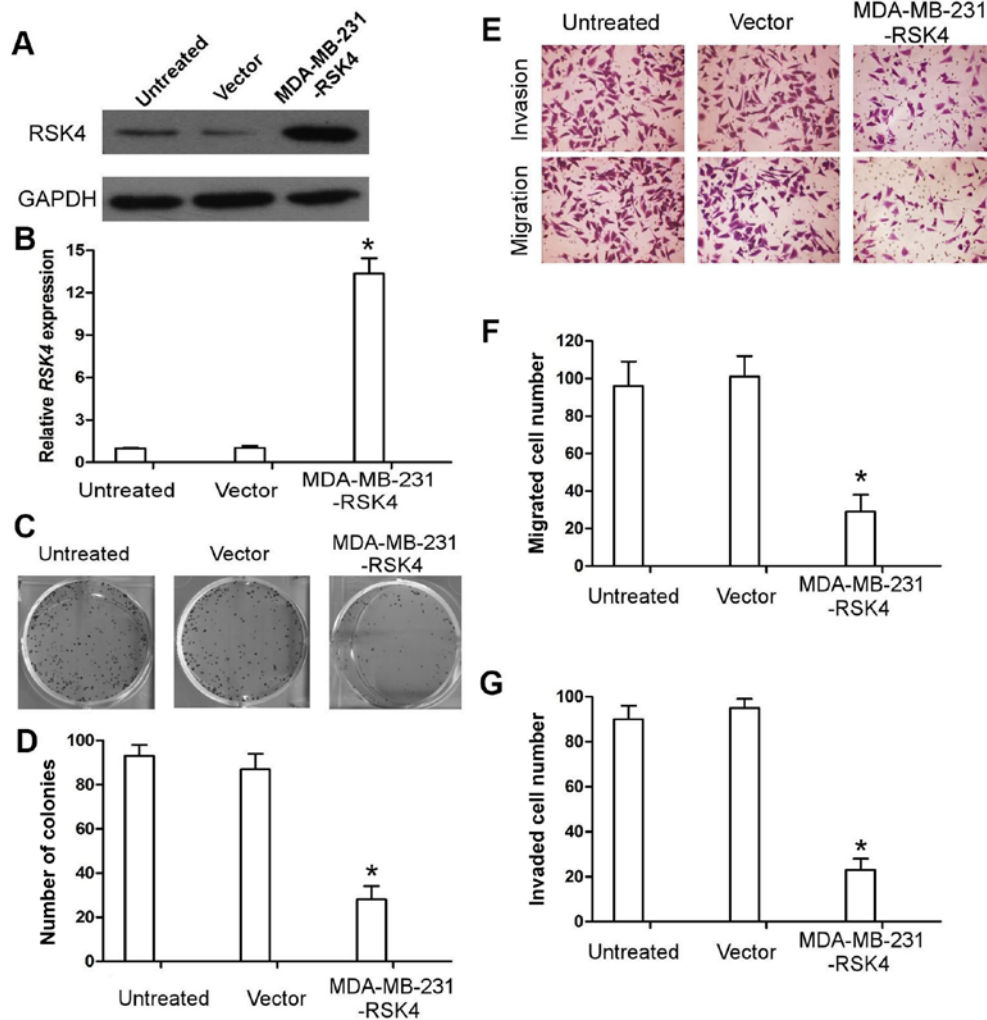 A
Untreated
Vector
MDA-MB-231
-RSK4
RSK4
GAPDH
B
Relative RSK4 expression
15
12
9
6
3
0
*
Untreated
Vector
MDA-MB-231
-RSK4
C
Untreated
Vector
MDA-MB-231
-RSK4
D
Number of colonies
100
80
60
40
20
0
*
Untreated
Vector
MDA-MB-231
-RSK4
E
Untreated
Vector
MDA-MB-231
-RSK4
Invasion
Migration
F
Migrated cell number
120
100
80
60
40
20
0
*
Untreated
Vector
MDA-MB-231
-RSK4
G
Invaded cell number
100
80
60
40
20
0
*
Untreated
Vector
MDA-MB-231
-RSK4